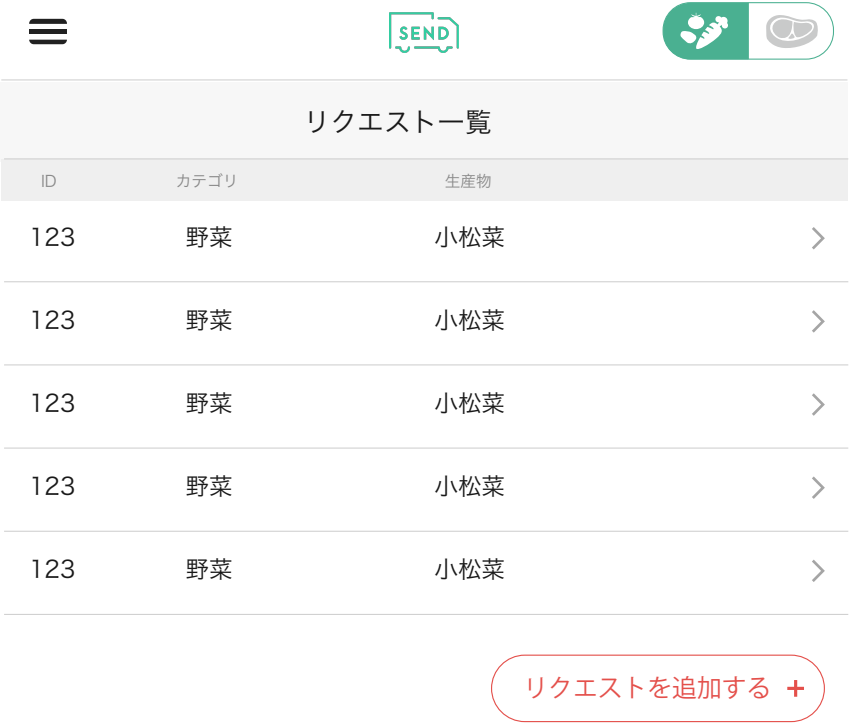 SEND
リクエスト一覧
ID カテゴリ 生産物
123 野菜 小松菜
123 野菜 小松菜
123 野菜 小松菜
123 野菜 小松菜
123 野菜 小松菜
リクエストを追加する +